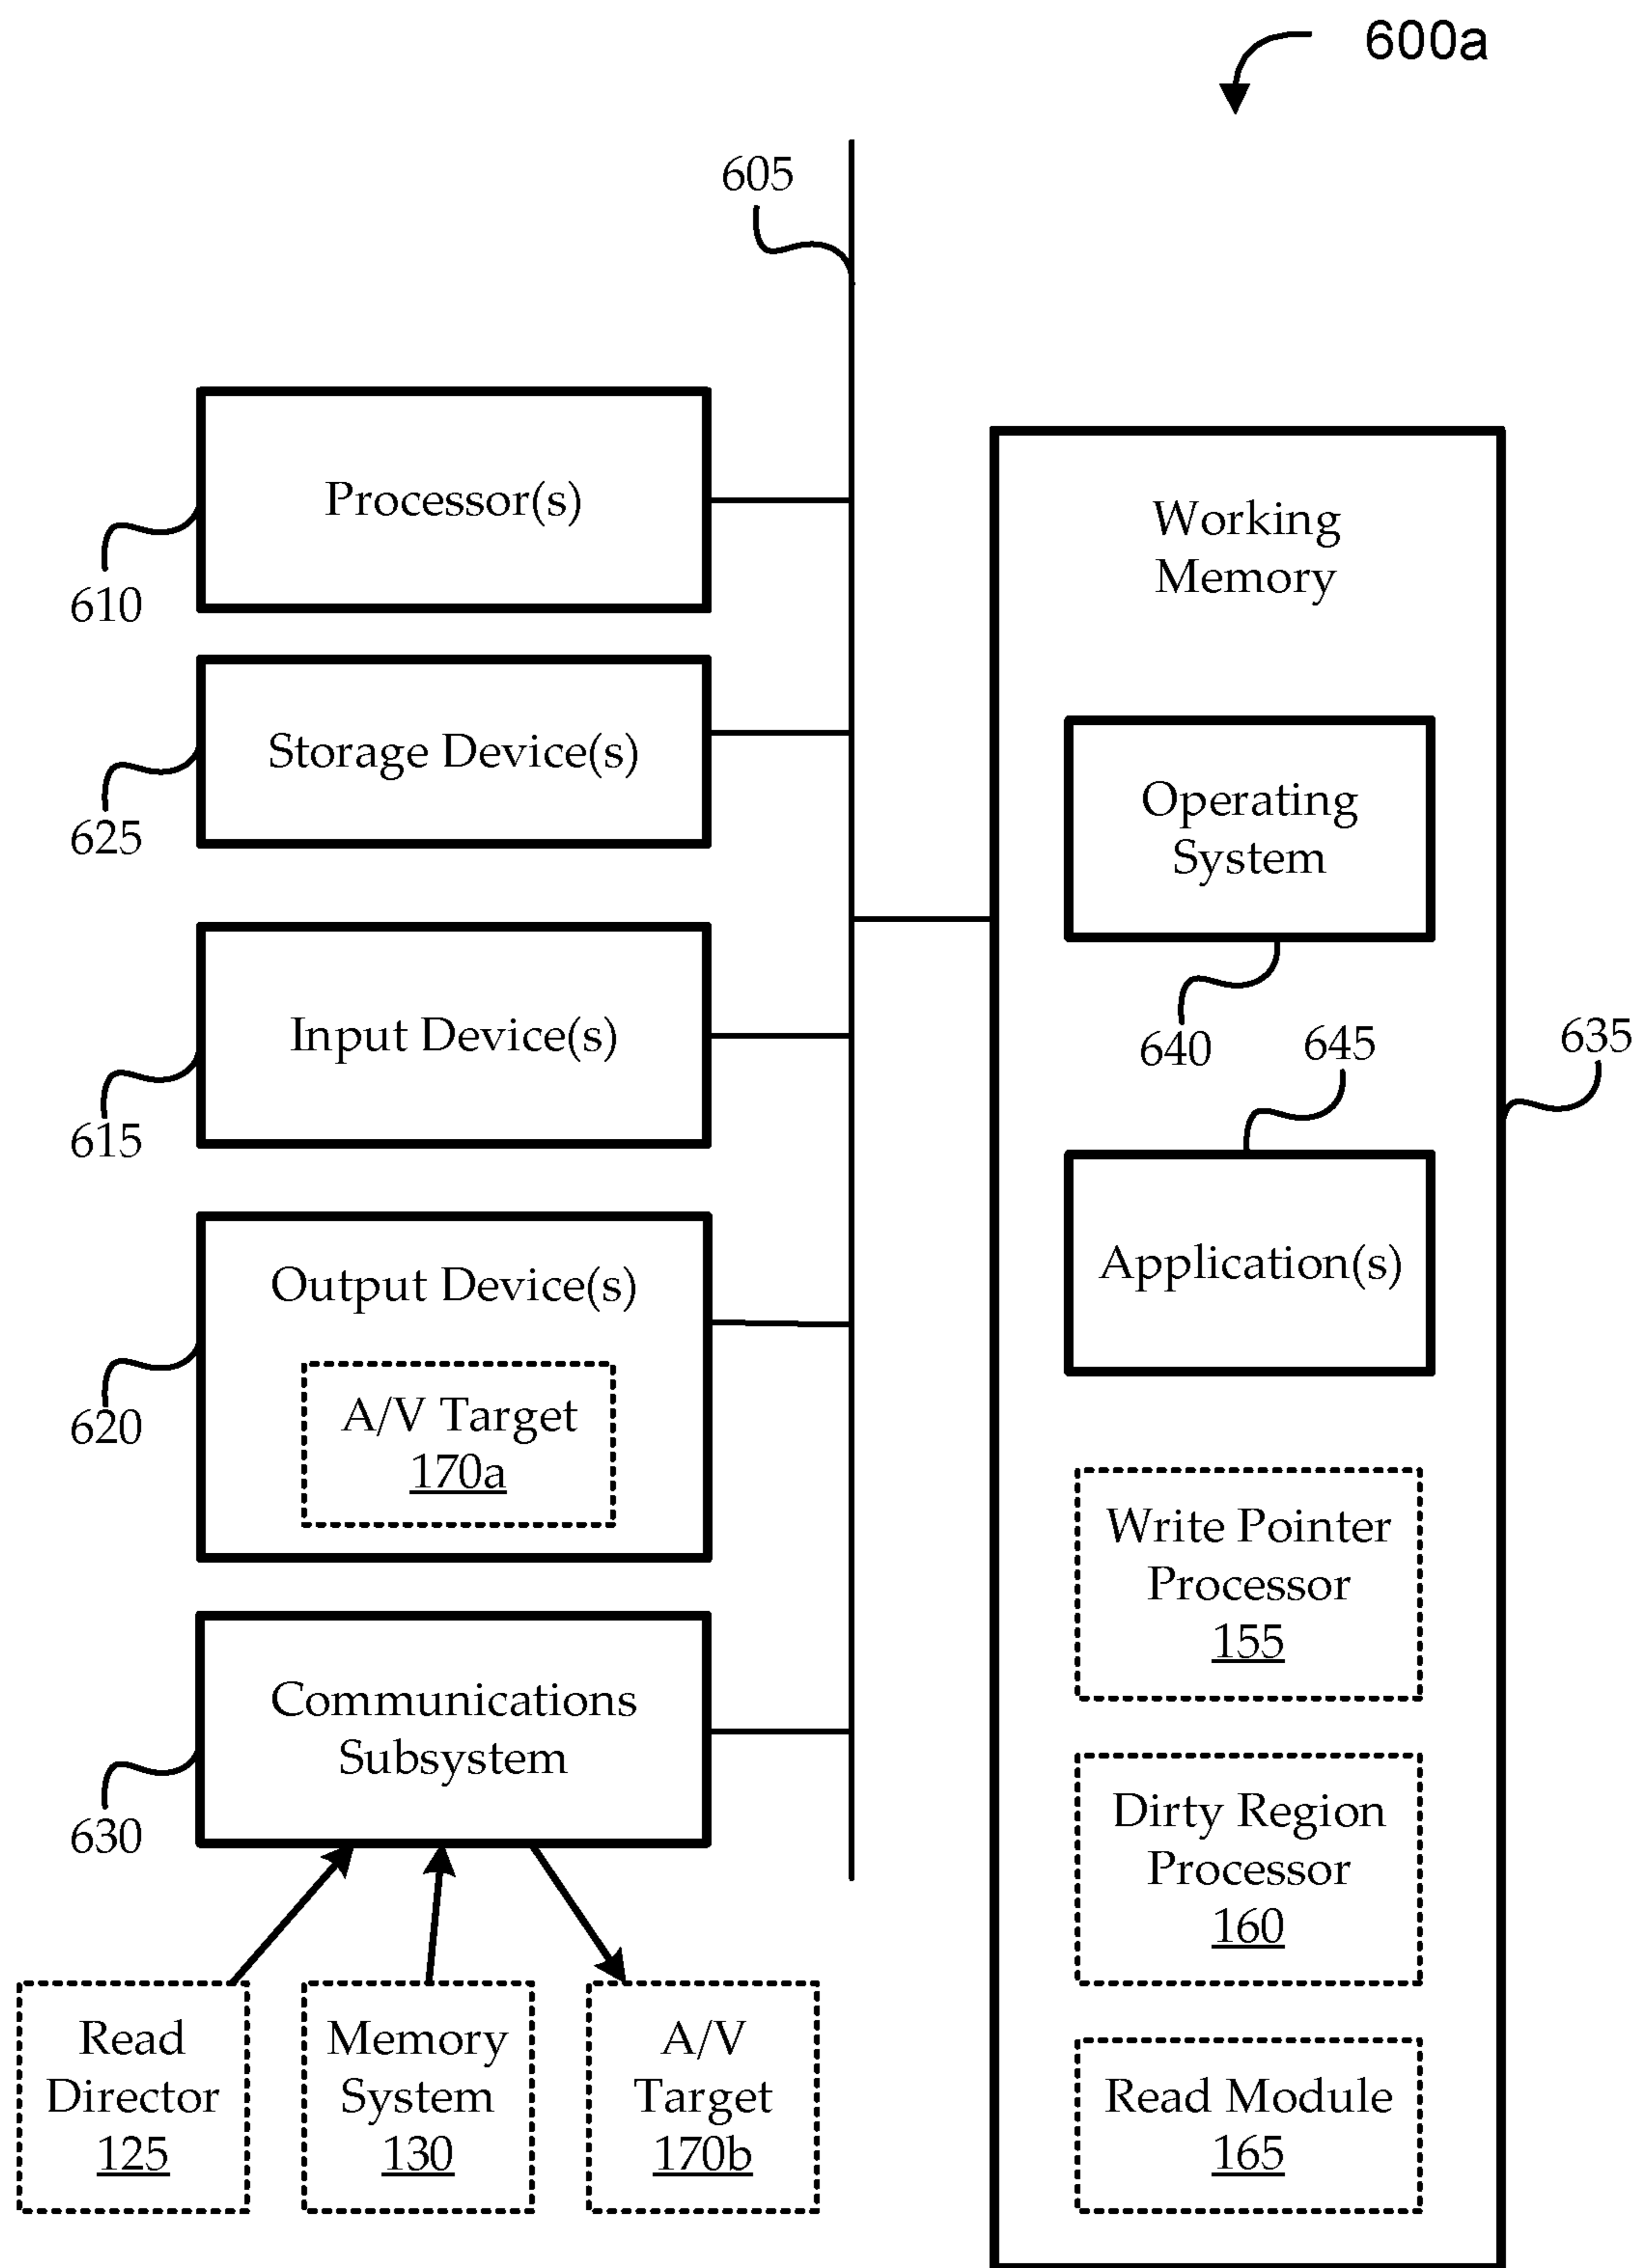 600a
605
Processor(s)
610
Storage Device(s)
625
Input Device(s)
615
Output Device(s)
A/V Target
170a
620
Communications
Subsystem
630
Read
Director
125
Memory
System
130
A/V
Target
170b
Working
Memory
Operating
System
640
645
635
Application(s)
Write Pointer
Processor
155
Dirty Region
Processor
160
Read Module
165